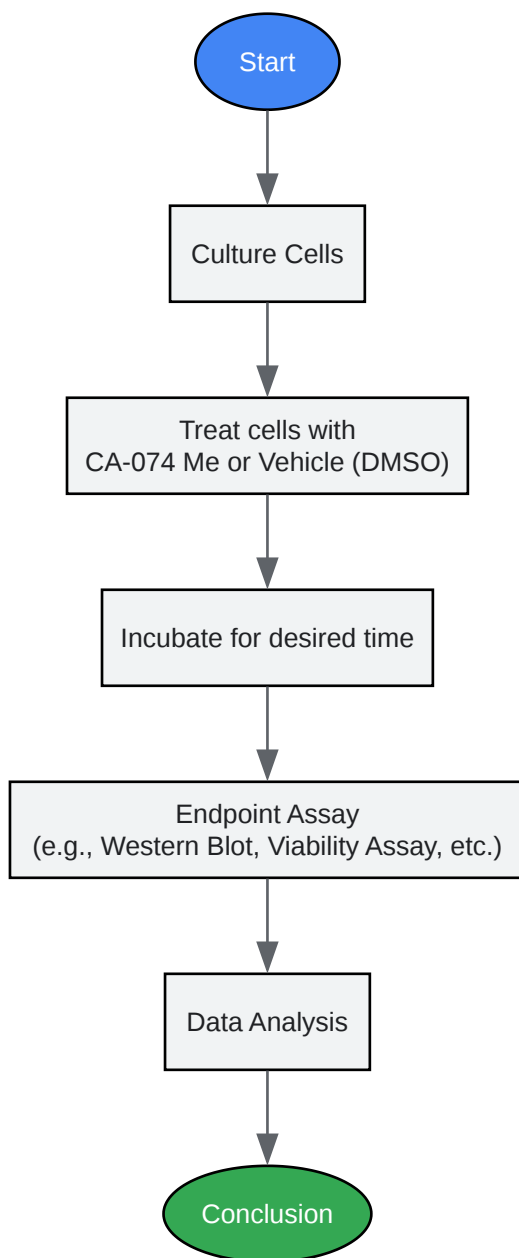 Start
Culture Cells
Treat cells with
CA-074 Me or Vehicle (DMSO)
Incubate for desired time
Endpoint Assay
(e.g., Western Blot, Viability Assay, etc.)
Data Analysis
Conclusion